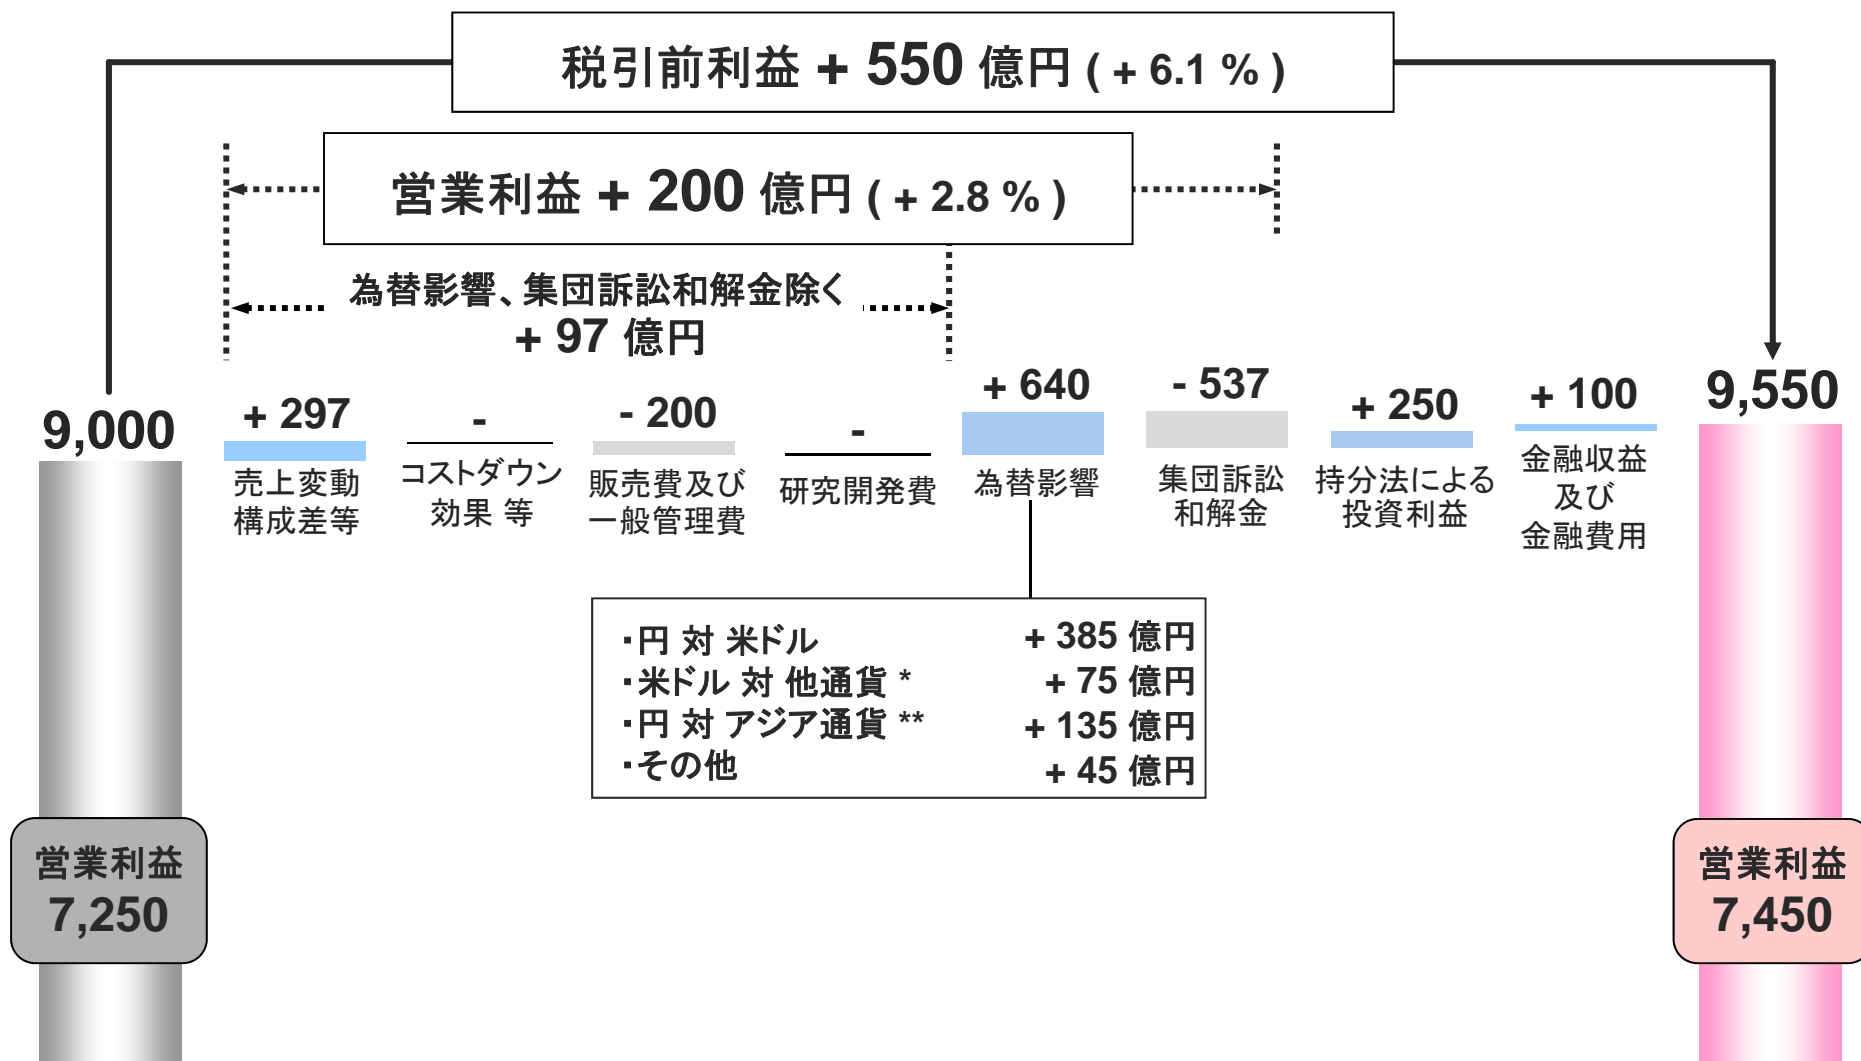 税引前利益 + 550 億円 ( + 6.1 % )
営業利益 + 200 億円 ( + 2.8 % )
為替影響、集団訴訟和解金除く
+ 97 億円
9,000
+ 297
売上変動
構成差等
-
コストダウン
効果 等
- 200
販売費及び
一般管理費
-
研究開発費
+ 640
為替影響
- 537
集団訴訟
和解金
+ 250
持分法による
投資利益
+ 100
金融収益
及び
金融費用
9,550
・円 対 米ドル + 385 億円
・米ドル 対 他通貨 * + 75 億円
・円 対 アジア通貨 ** + 135 億円
・その他 + 45 億円
営業利益
7,250
営業利益
7,450